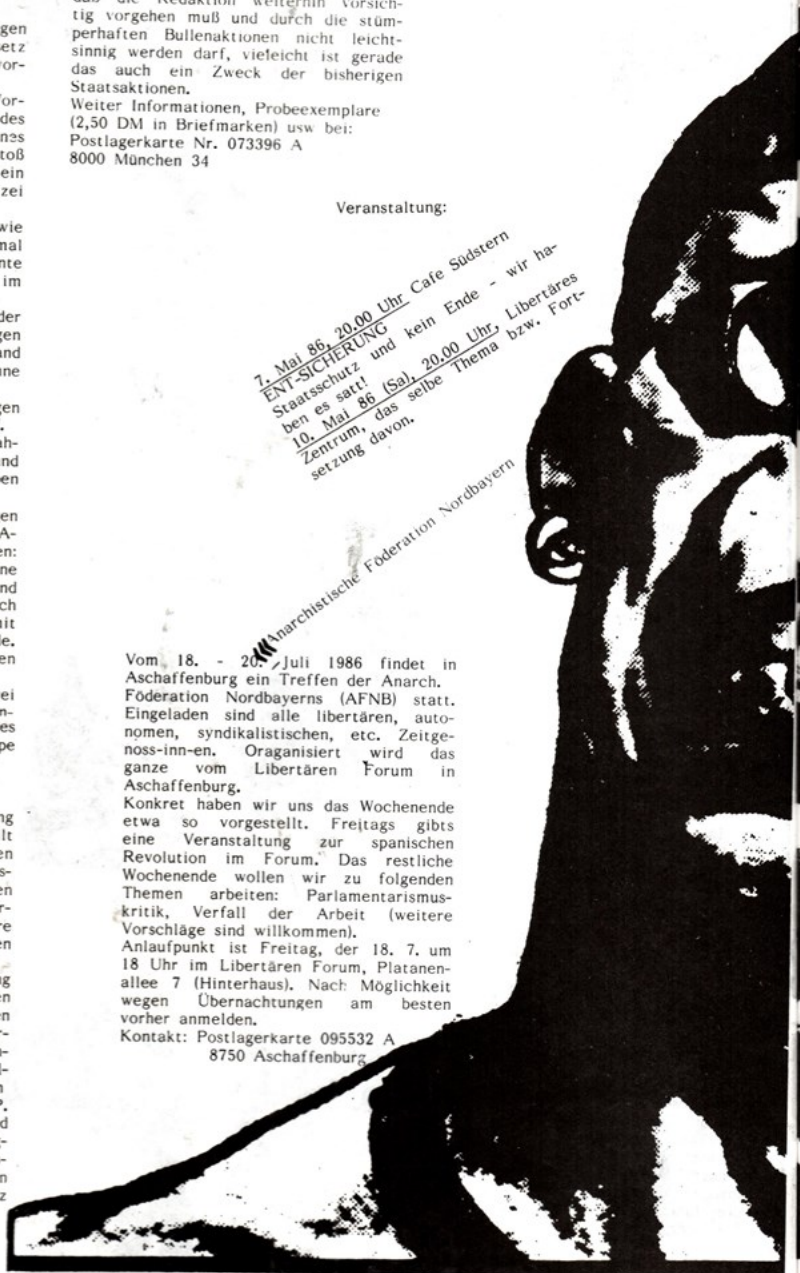 tig vorgehen muß und durch die stüm-
perhaften Bullenaktionen nicht leicht-
sinnig werden darf, vieleicht ist gerade
das auch ein Zweck der bisherigen
Staatsaktionen.
Weiter Informationen, Probeexemplare
(2,50 DM in Briefmarken) usw bei:
Postlagerkarte Nr. 073396 A
8000 München 34
Veranstaltung:
7. Mai 86, 20.00 Uhr Cafe Südstern
ENT-SICHERUNG
Staatsschutz und kein Ende - wir ha-
ben es satt!
10. Mai 86 (Sa), 20.00 Uhr, Libertäres
Zentrum, das selbe Thema bzw. Fort-
setzung davon.
Anarchistische Föderation Nordbayern
Vom 18. - 20. Juli 1986 findet in
Aschaffenburg ein Treffen der Anarch.
Föderation Nordbayerns (AFNB) statt.
Eingeladen sind alle libertären, auto-
nomen, syndikalistischen, etc. Zeitge-
noss-inn-en. Oraganisiert wird das
ganze vom Libertären Forum in
Aschaffenburg.
Konkret haben wir uns das Wochenende
etwa so vorgestellt. Freitags gibts
eine Veranstaltung zur spanischen
Revolution im Forum. Das restliche
Wochenende wollen wir zu folgenden
Themen arbeiten: Parlamentarismus-
kritik, Verfall der Arbeit (weitere
Vorschläge sind willkommen).
Anlaufpunkt ist Freitag, der 18. 7. um
18 Uhr im Libertären Forum, Platanen-
allee 7 (Hinterhaus). Nach Möglichkeit
wegen Übernachtungen am besten
vorher anmelden.
Kontakt: Postlagerkarte 095532 A
8750 Aschaffenburg